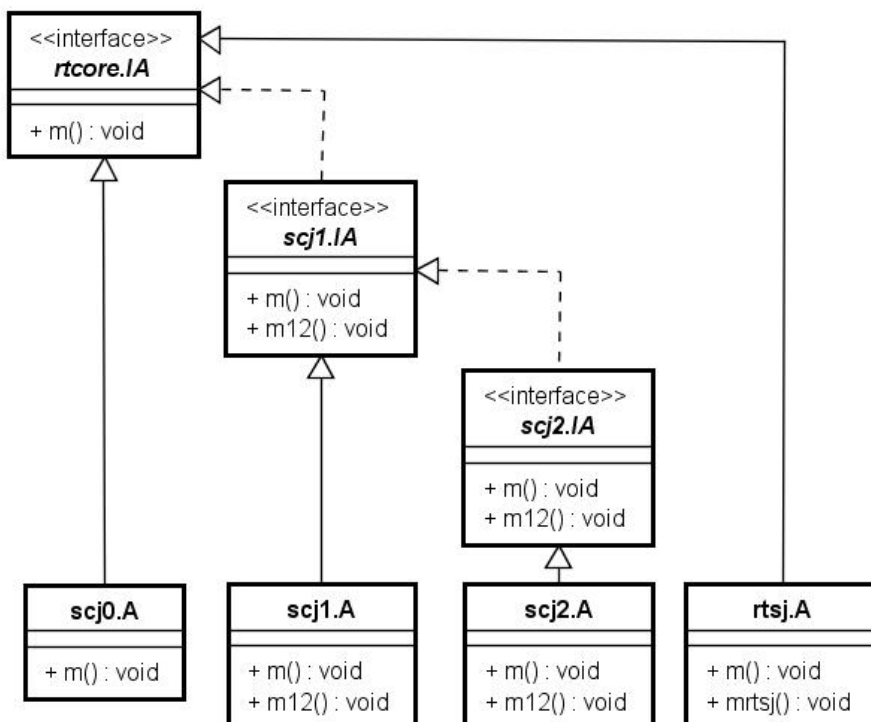 <<interface>>
rtcore.IA
+ m() : void
<<interface>>
scj1.IA
+ m() : void
+ m12() : void
<<interface>>
scj2.IA
+ m() : void
+ m12() : void
scj0.A
+ m() : void
scj1.A
+ m() : void
+ m12() : void
scj2.A
+ m() : void
+ m12() : void
rtsj.A
+ m() : void
+ mrtsj() : void